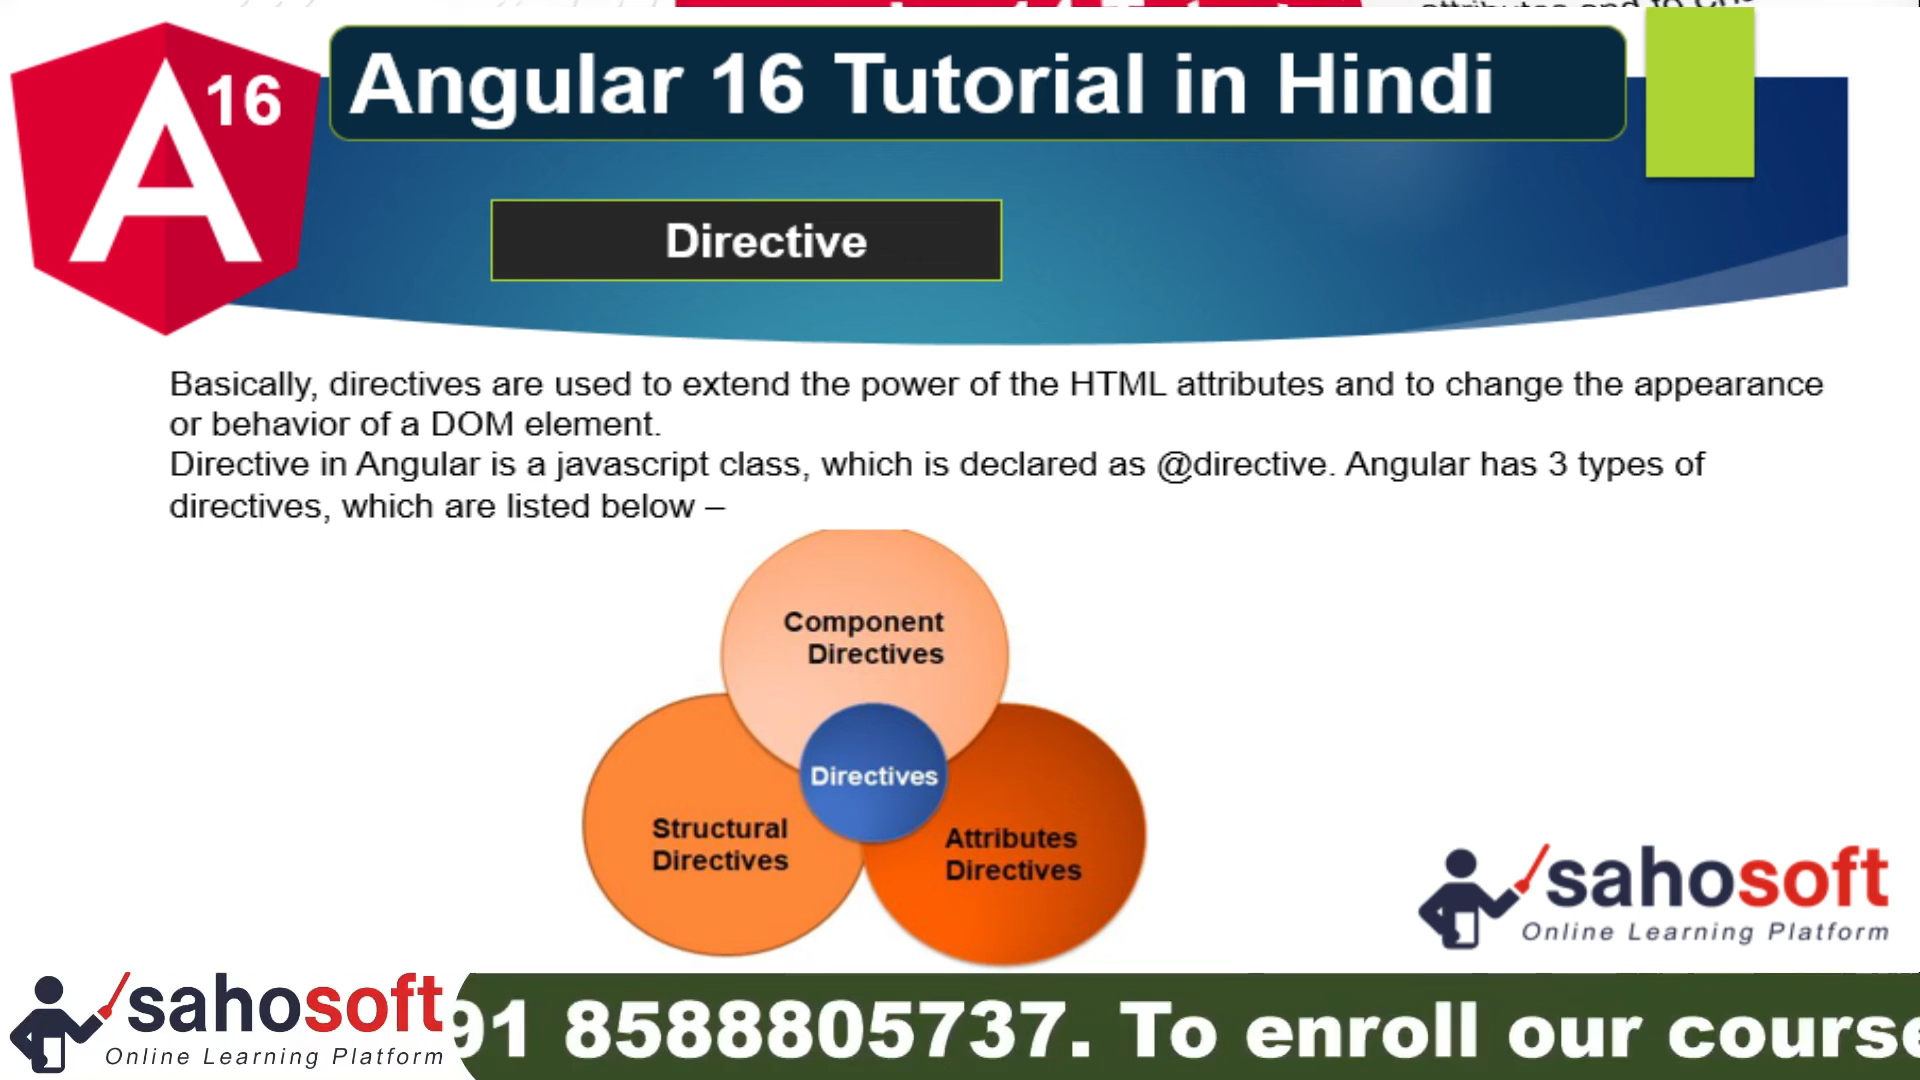 attributes and to
16
Angular 16 Tutorial in Hindi
Directive
Basically, directives are used to extend the power of the HTML attributes and to change the appearance
or behavior of a DOM element.
Directive in Angular is a javascript class, which is declared as @directive. Angular has 3 types of
directives, which are listed below –
Component
Directives
Directives
Structural
Directives
Attributes
Directives
sahosoft
Online Learning Platform
sahosoft
Online Learning Platform
91 8588805737. To enroll our course